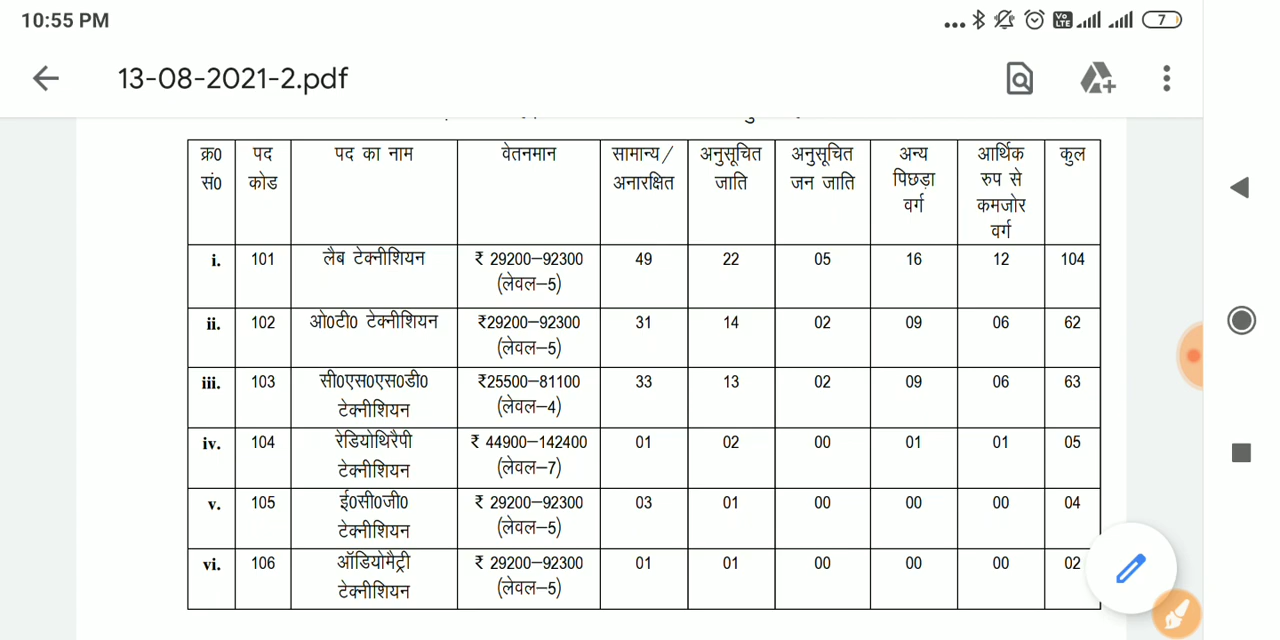 10:55 PM ... Vo LTE 7
13-08-2021-2.pdf
क्र0 सं0 पद कोड पद का नाम वेतनमान सामान्य/ अनारक्षित अनुसूचित जाति अनुसूचित जन जाति अन्य पिछड़ा वर्ग आर्थिक रुप से कमजोर वर्ग कुल
i. 101 लैब टेक्नीशियन ₹ 29200–92300 (लेवल–5) 49 22 05 16 12 104
ii. 102 ओ0टी0 टेक्नीशियन ₹29200–92300 (लेवल–5) 31 14 02 09 06 62
iii. 103 सी0एस0एस0डी0 टेक्नीशियन ₹25500–81100 (लेवल–4) 33 13 02 09 06 63
iv. 104 रेडियोथिरैपी टेक्नीशियन ₹ 44900–142400 (लेवल–7) 01 02 00 01 01 05
v. 105 ई0सी0जी0 टेक्नीशियन ₹ 29200–92300 (लेवल–5) 03 01 00 00 00 04
vi. 106 ऑडियोमैट्री टेक्नीशियन ₹ 29200–92300 (लेवल–5) 01 01 00 00 00 02